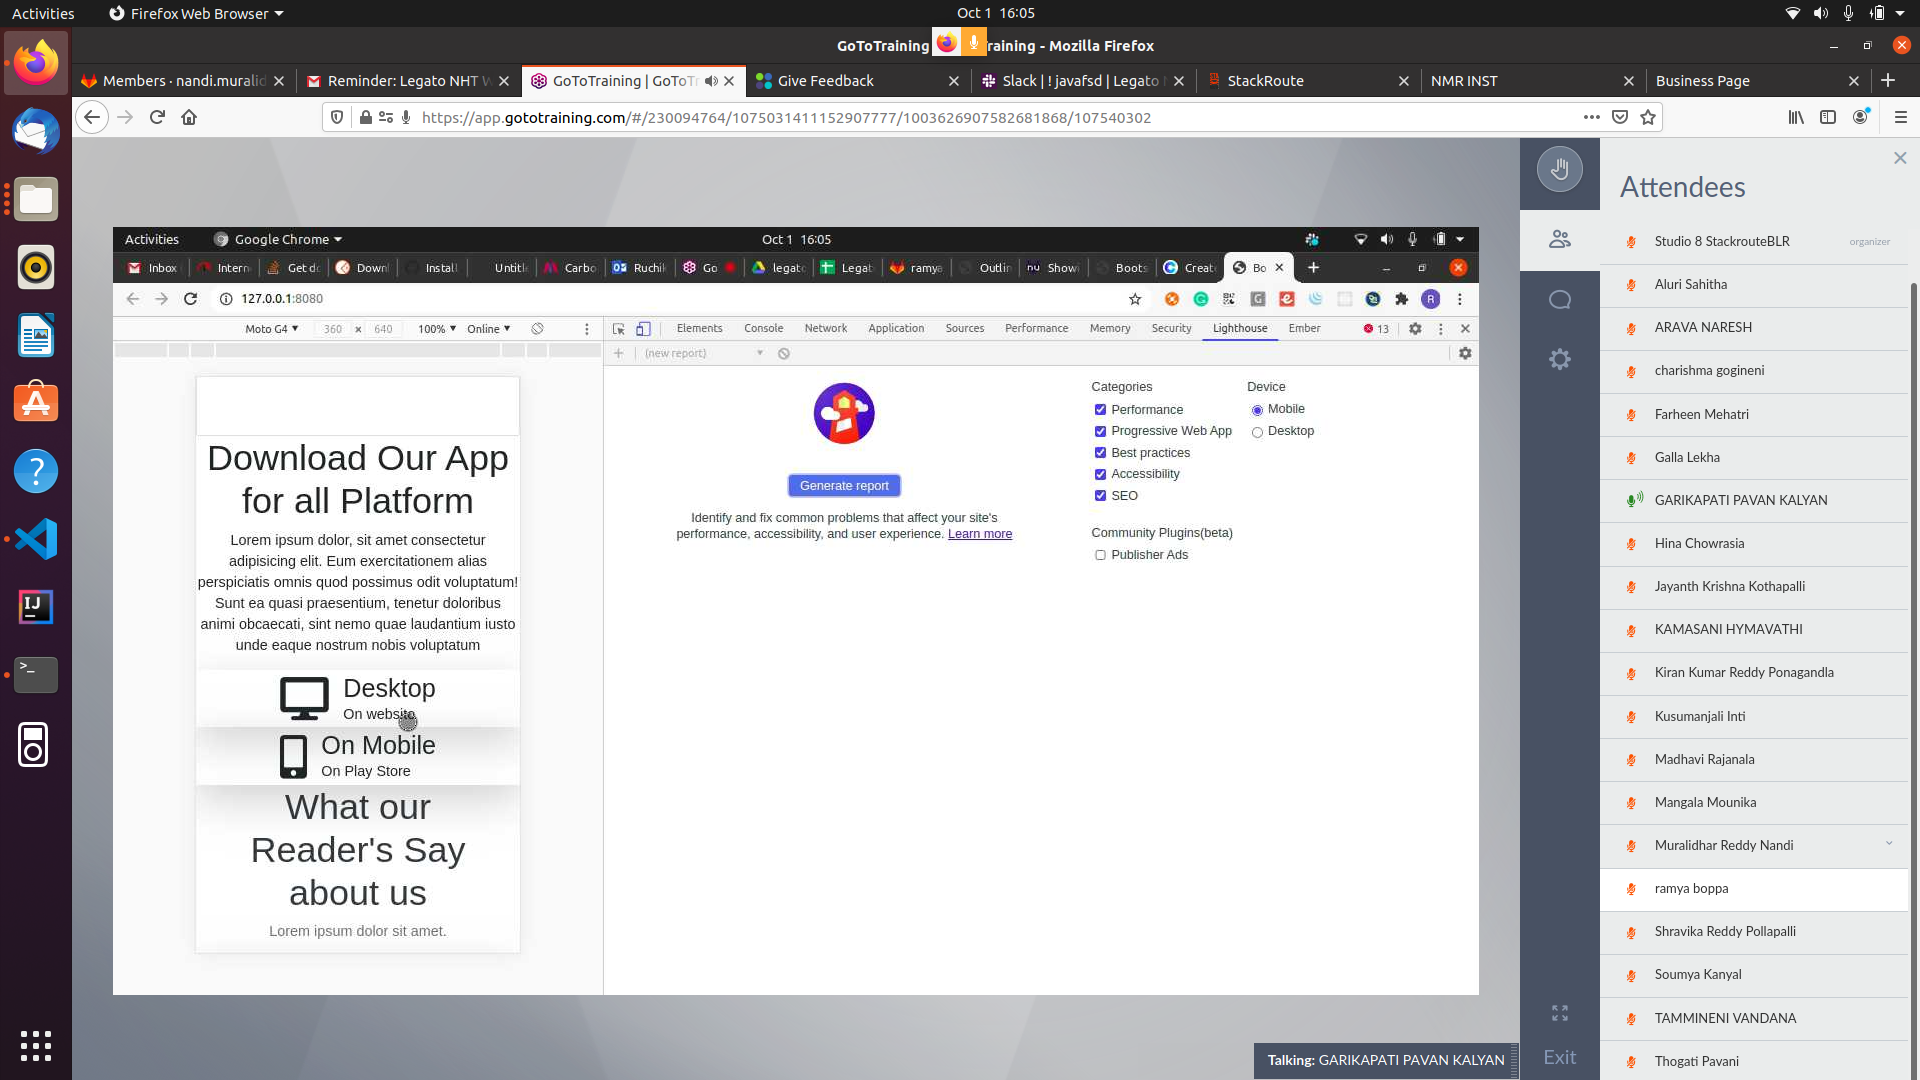 Activities
Firefox Web Browser
Oct 1 16:05
GoToTraining
raining - Mozilla Firefox
Members · nandi.muralid
Reminder: Legato NHT W
GoToTraining | GoToTr
Give Feedback
Slack | ! javafsd | Legato
StackRoute
NMR INST
Business Page
https://app.gototraining.com/#/230094764/1075031411152907777/1003626907582681868/107540302
Activities
Google Chrome
Oct 1 16:05
Inbox
Intern
Get do
Downl
Install
Untitle
Carbo
Ruchik
Go
legato
Legat
ramya
Outlin
Showi
Boots
Create
Bo
127.0.0.1:8080
Moto G4
360 × 640
100%
Online
Elements
Console
Network
Application
Sources
Performance
Memory
Security
Lighthouse
Ember
13
(new report)
Download Our App
for all Platform
Lorem ipsum dolor, sit amet consectetur
adipisicing elit. Eum exercitationem alias
perspiciatis omnis quod possimus odit voluptatum!
Sunt ea quasi praesentium, tenetur doloribus
animi obcaecati, sint nemo quae laudantium iusto
unde eaque nostrum nobis voluptatum
Desktop
On website
On Mobile
On Play Store
What our
Reader's Say
about us
Lorem ipsum dolor sit amet.
Generate report
Identify and fix common problems that affect your site's
performance, accessibility, and user experience. Learn more
Categories
Performance
Progressive Web App
Best practices
Accessibility
SEO
Device
Mobile
Desktop
Community Plugins(beta)
Publisher Ads
Talking: GARIKAPATI PAVAN KALYAN
Exit
Attendees
Studio 8 StackrouteBLR
organizer
Aluri Sahitha
ARAVA NARESH
charishma gogineni
Farheen Mehatri
Galla Lekha
GARIKAPATI PAVAN KALYAN
Hina Chowrasia
Jayanth Krishna Kothapalli
KAMASANI HYMAVATHI
Kiran Kumar Reddy Ponagandla
Kusumanjali Inti
Madhavi Rajanala
Mangala Mounika
Muralidhar Reddy Nandi
ramya boppa
Shravika Reddy Pollapalli
Soumya Kanyal
TAMMINENI VANDANA
Thogati Pavani